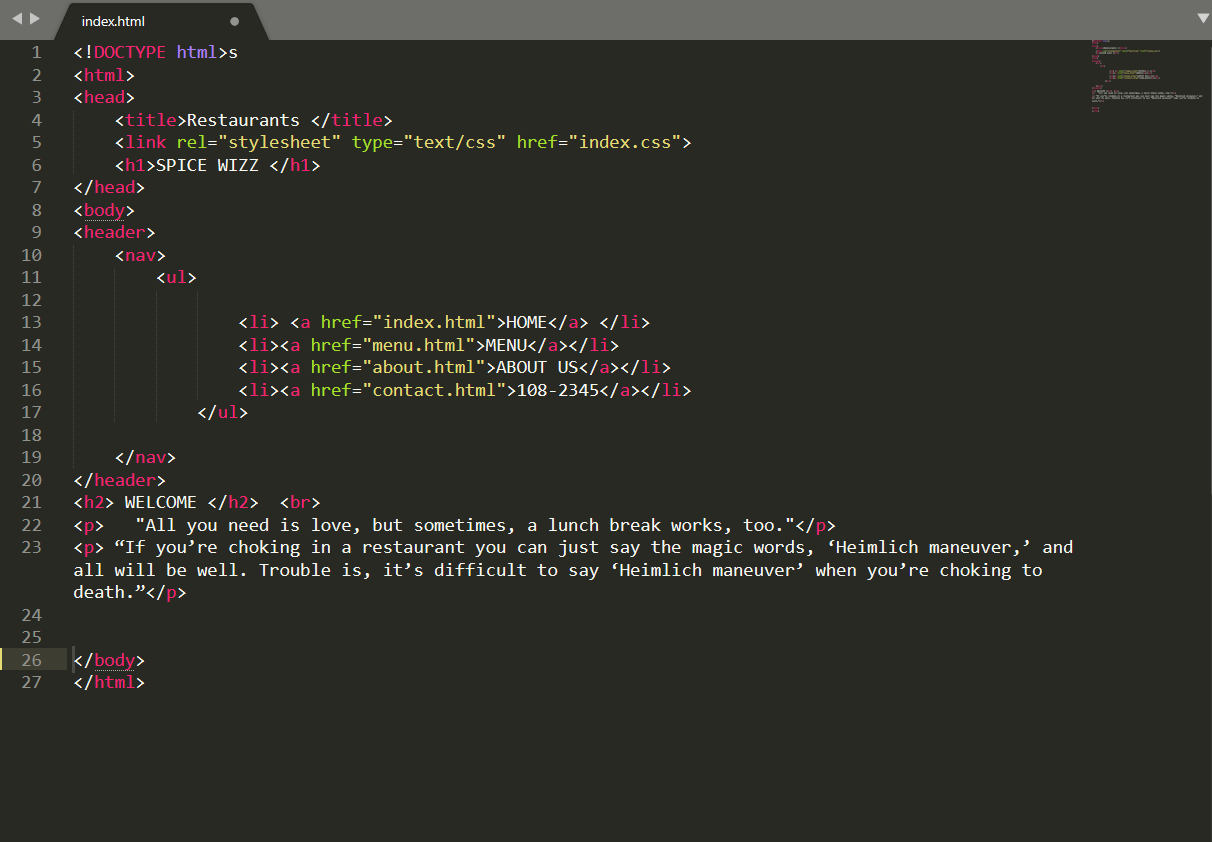 index.html
1 <!DOCTYPE html>s
2 <html>
3 <head>
4     <title>Restaurants </title>
5     <link rel="stylesheet" type="text/css" href="index.css">
6     <h1>SPICE WIZZ </h1>
7 </head>
8 <body>
9 <header>
10     <nav>
11         <ul>
12
13                 <li> <a href="index.html">HOME</a> </li>
14                 <li><a href="menu.html">MENU</a></li>
15                 <li><a href="about.html">ABOUT US</a></li>
16                 <li><a href="contact.html">108-2345</a></li>
17             </ul>
18
19     </nav>
20 </header>
21 <h2> WELCOME </h2>  <br>
22 <p>   "All you need is love, but sometimes, a lunch break works, too."</p>
23 <p> “If you’re choking in a restaurant you can just say the magic words, ‘Heimlich maneuver,’ and
all will be well. Trouble is, it’s difficult to say ‘Heimlich maneuver’ when you’re choking to
death.”</p>
24
25
26 </body>
27 </html>